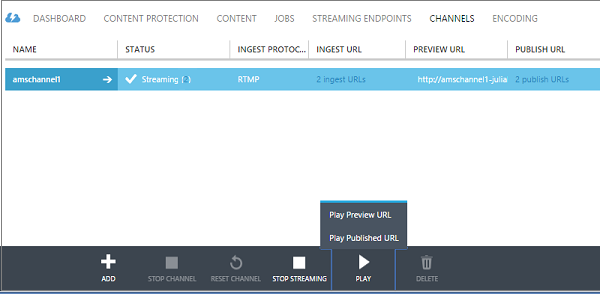 DASHBOARD CONTENT PROTECTION CONTENT JOBS STREAMING ENDPOINTS CHANNELS ENCODING
NAME STATUS INGEST PROTOC... INGEST URL PREVIEW URL PUBLISH URL
amschannel1 Streaming (2) RTMP 2 ingest URLs http://amschannel1-julia 2 publish URLs
Play Preview URL
Play Published URL
ADD STOP CHANNEL RESET CHANNEL STOP STREAMING PLAY DELETE